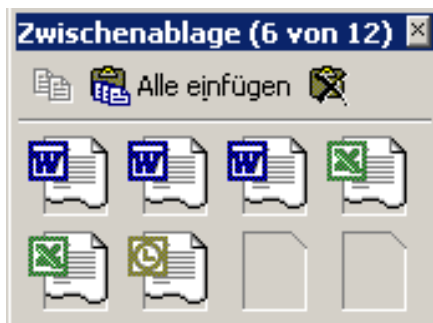 Zwischenablage (6 von 12)
Alle einfügen
W W W X
X